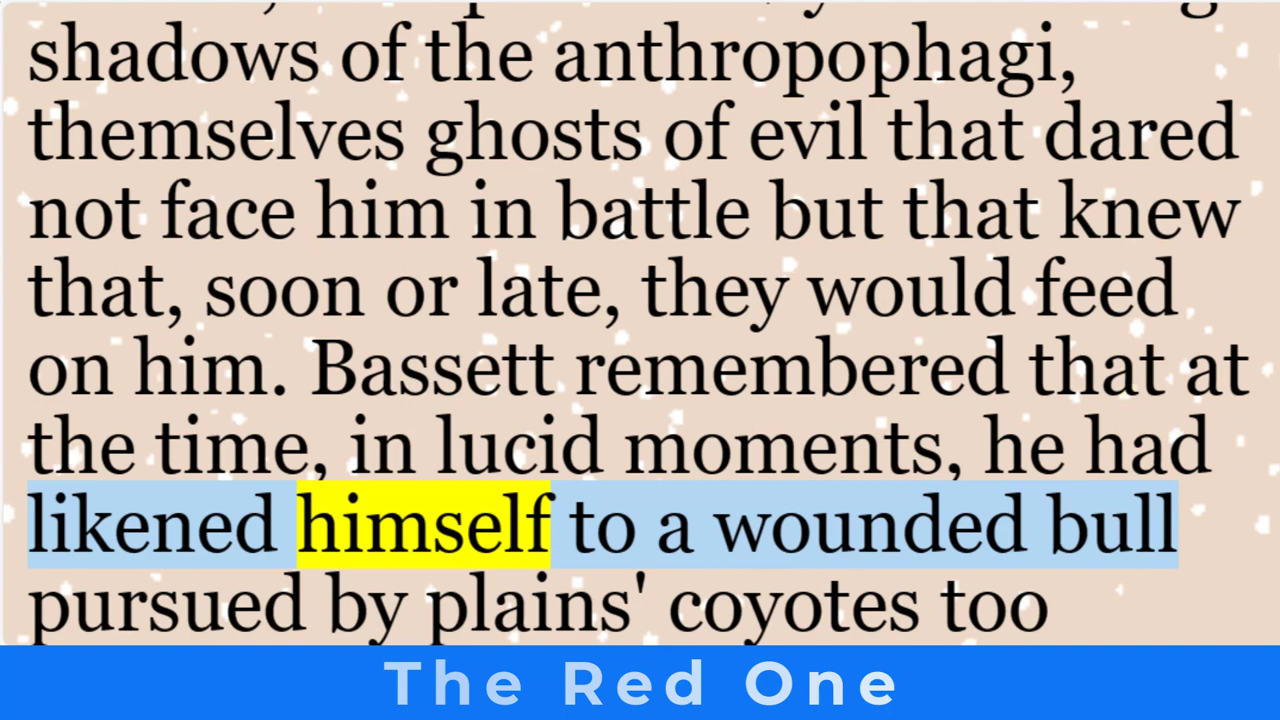 shadows of the anthropophagi,
themselves ghosts of evil that dared
not face him in battle but that knew
that, soon or late, they would feed
on him. Bassett remembered that at
the time, in lucid moments, he had
likened himself to a wounded bull
pursued by plains' coyotes too
The Red One